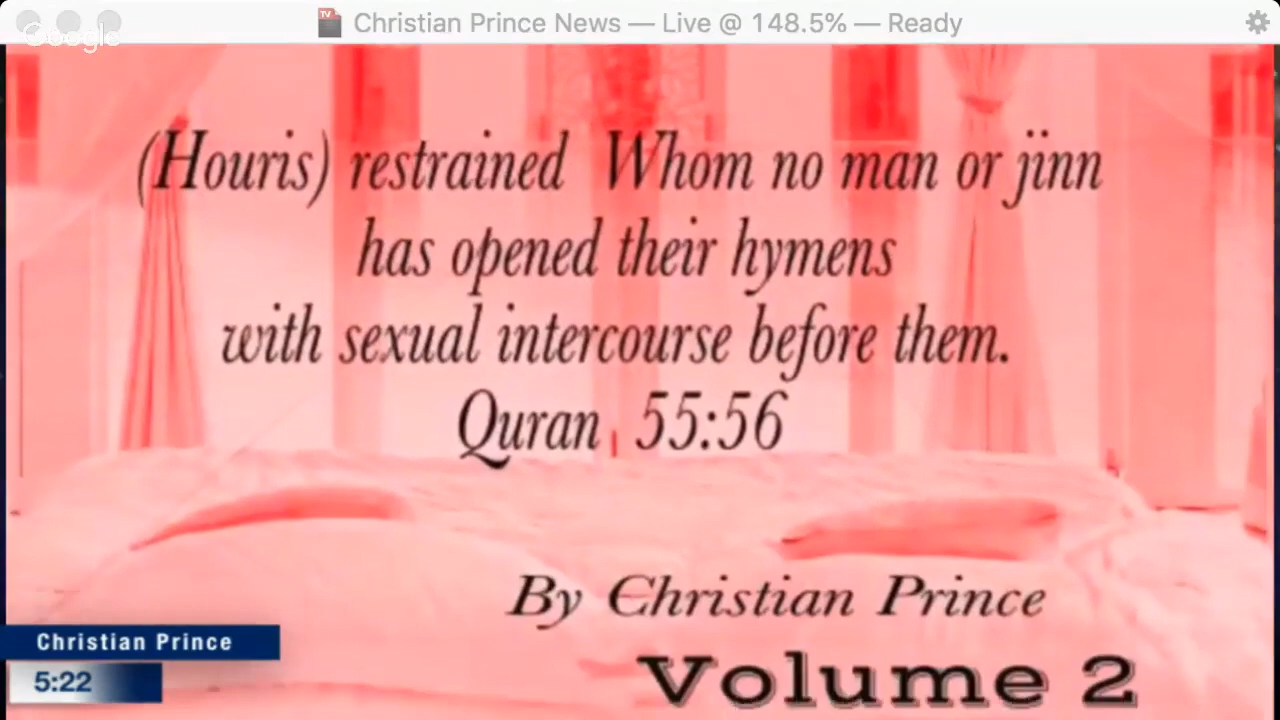 Christian Prince News — Live @ 148.5% — Ready
Google
(Houris) restrained Whom no man or jinn
has opened their hymens
with sexual intercourse before them.
Quran 55:56
By Christian Prince
Volume 2
Christian Prince
5:22